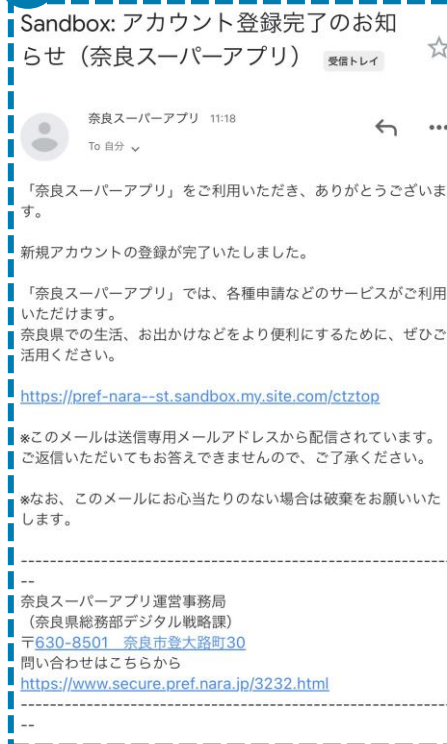 Sandbox: アカウント登録完了のお知
らせ（奈良スーパーアプリ） 受信トレイ
奈良スーパーアプリ 11:18
To 自分
「奈良スーパーアプリ」をご利用いただき、ありがとうございま
す。
新規アカウントの登録が完了いたしました。
「奈良スーパーアプリ」では、各種申請などのサービスがご利用
いただけます。
奈良県での生活、お出かけなどをより便利にするために、ぜひご
活用ください。
https://pref-nara--st.sandbox.my.site.com/ctztop
※このメールは送信専用メールアドレスから配信されています。
ご返信いただいてもお答えできませんので、ご了承ください。
※なお、このメールにお心当たりのない場合は破棄をお願いいた
します。
------------------------------------------------------------
--
奈良スーパーアプリ運営事務局
（奈良県総務部デジタル戦略課）
〒630-8501　奈良市登大路町30
問い合わせはこちらから
https://www.secure.pref.nara.jp/3232.html
------------------------------------------------------------
--